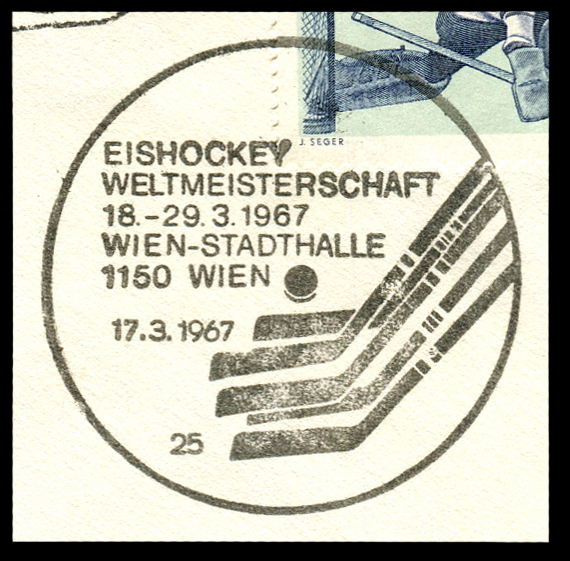 J. SEGER
EISHOCKEY
WELTMEISTERSCHAFT
18.-29.3.1967
WIEN-STADTHALLE
1150 WIEN
17.3.1967
25